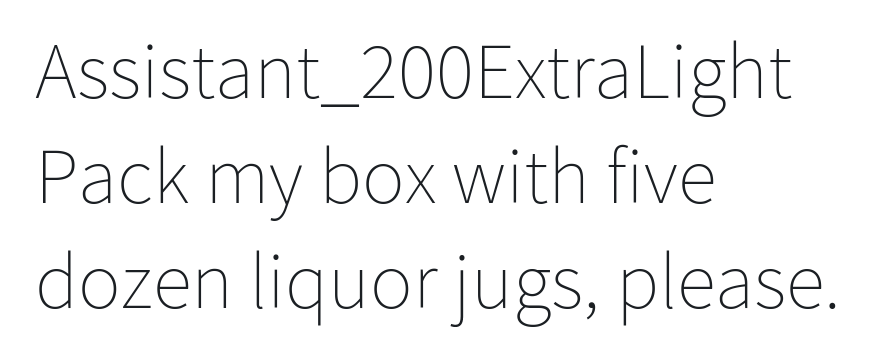 Assistant_200ExtraLight
Pack my box with five
dozen liquor jugs, please.